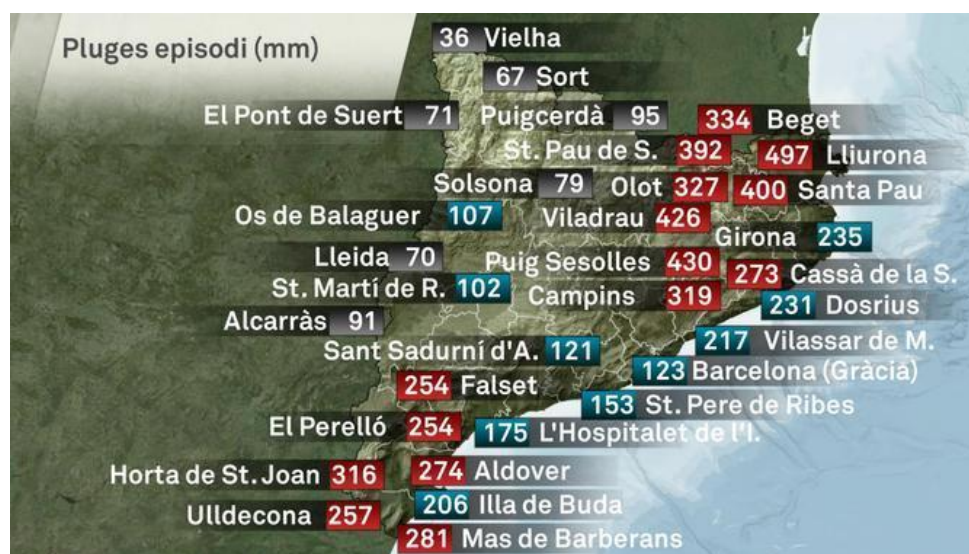 Pluges episodi (mm)
36 Vielha
67 Sort
El Pont de Suert 71
Puigcerdà 95
334 Beget
St. Pau de S. 392
497 Lliurona
Solsona 79
Olot 327
400 Santa Pau
Os de Balaguer 107
Viladrau 426
Girona 235
Lleida 70
Puig Sesolles 430
273 Cassà de la S.
St. Martí de R. 102
Campins 319
231 Dosrius
Alcarràs 91
217 Vilassar de M.
Sant Sadurní d'A. 121
123 Barcelona (Gràcia)
254 Falset
153 St. Pere de Ribes
El Perelló 254
175 L'Hospitalet de l'I.
Horta de St. Joan 316
274 Aldover
206 Illa de Buda
Ulldecona 257
281 Mas de Barberans